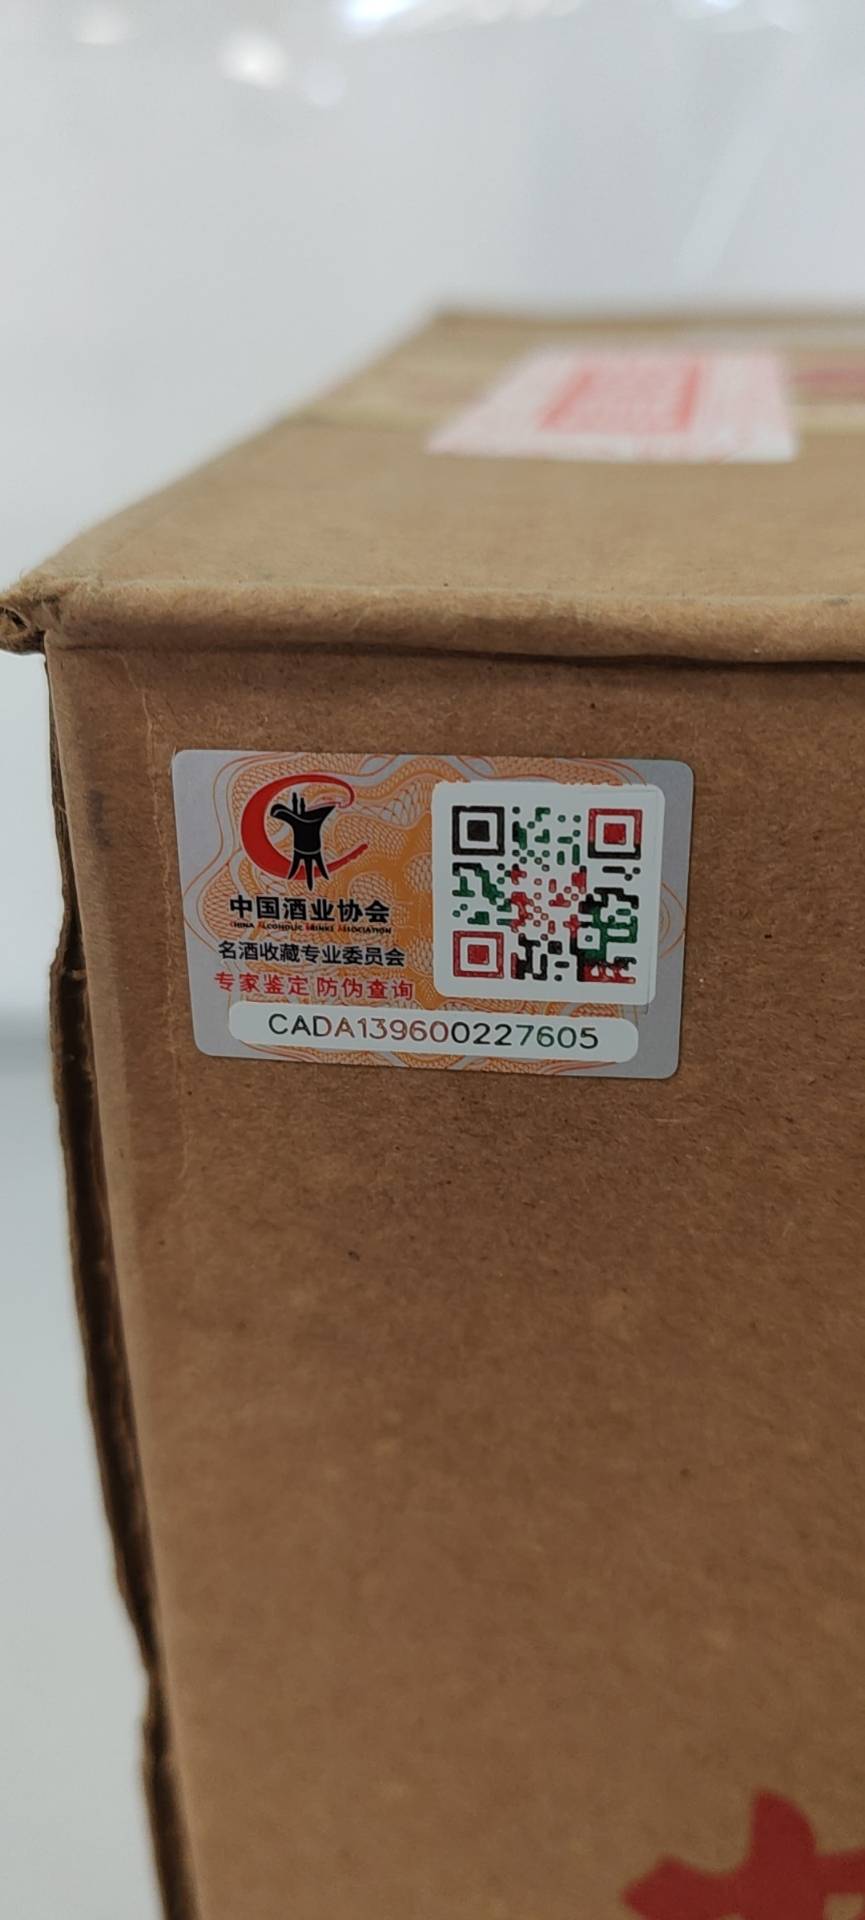 中国酒业协会
CHINA ALCOHOLIC DRINKS ASSOCIATION
名酒收藏专业委员会
专家鉴定 防伪查询
CADA139600227605